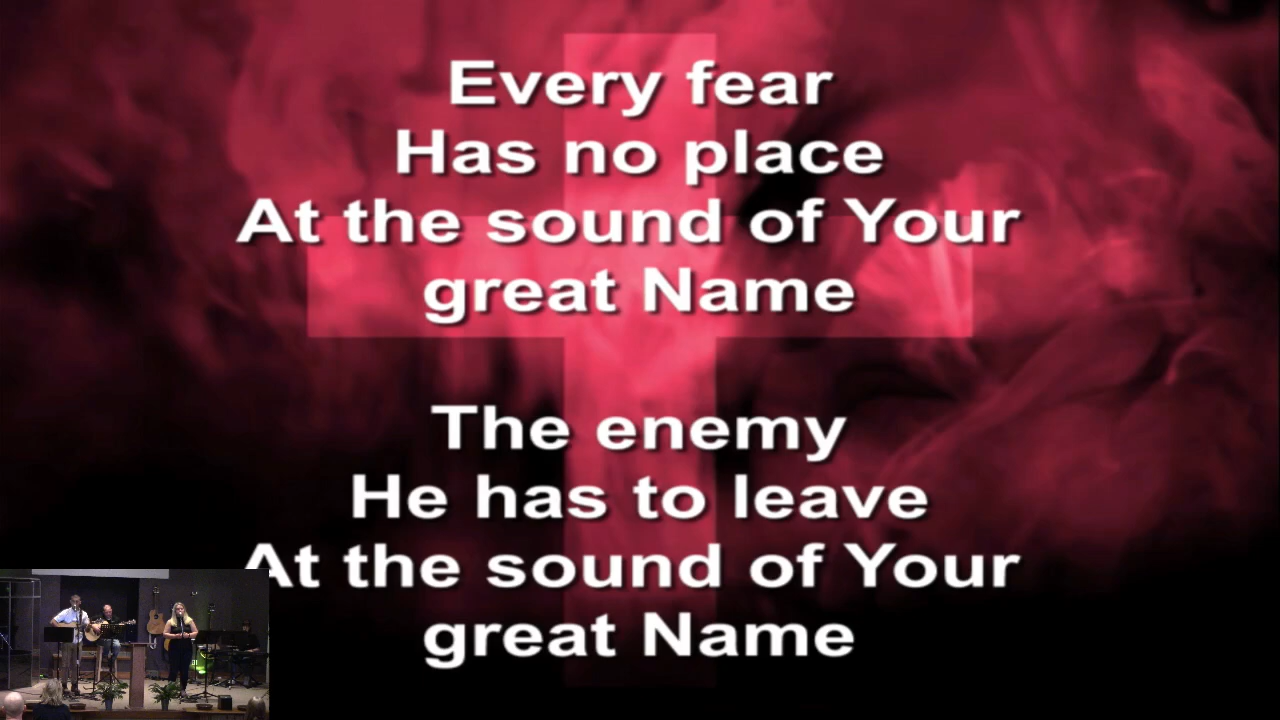 Every fear
Has no place
At the sound of Your
great Name
The enemy
He has to leave
At the sound of Your
great Name